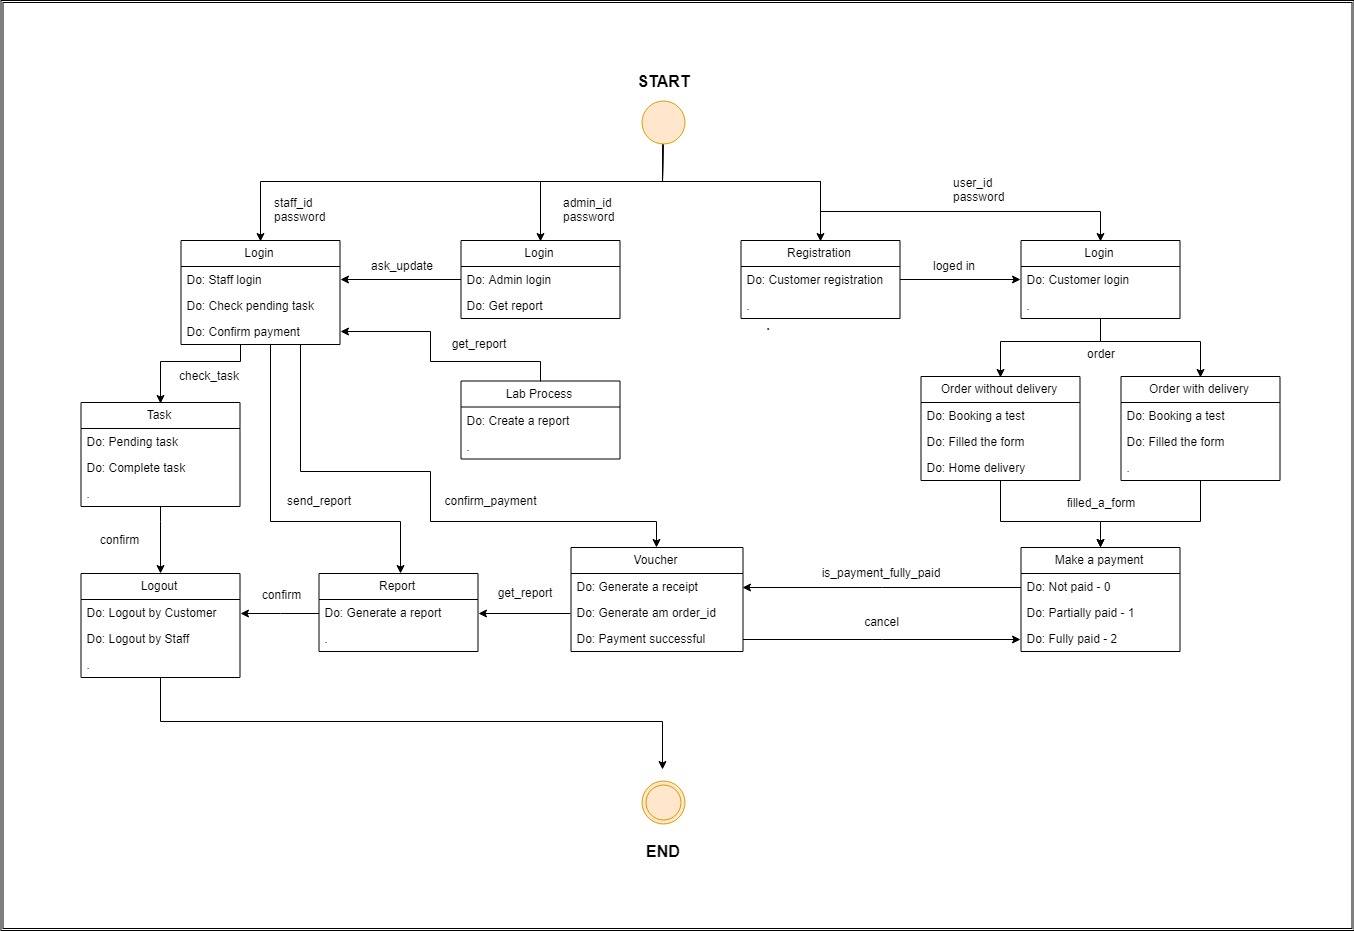 START
staff_id
password
admin_id
password
user_id
password
Login
Do: Staff login
Do: Check pending task
Do: Confirm payment
ask_update
Login
Do: Admin login
Do: Get report
Registration
Do: Customer registration
.
.
loged in
Login
Do: Customer login
.
get_report
check_task
order
Lab Process
Do: Create a report
.
Order without delivery
Do: Booking a test
Do: Filled the form
Do: Home delivery
Order with delivery
Do: Booking a test
Do: Filled the form
.
Task
Do: Pending task
Do: Complete task
.
send_report
confirm_payment
filled_a_form
confirm
Logout
Do: Logout by Customer
Do: Logout by Staff
.
confirm
Report
Do: Generate a report
.
get_report
Voucher
Do: Generate a receipt
Do: Generate am order_id
Do: Payment successful
is_payment_fully_paid
cancel
Make a payment
Do: Not paid - 0
Do: Partially paid - 1
Do: Fully paid - 2
END